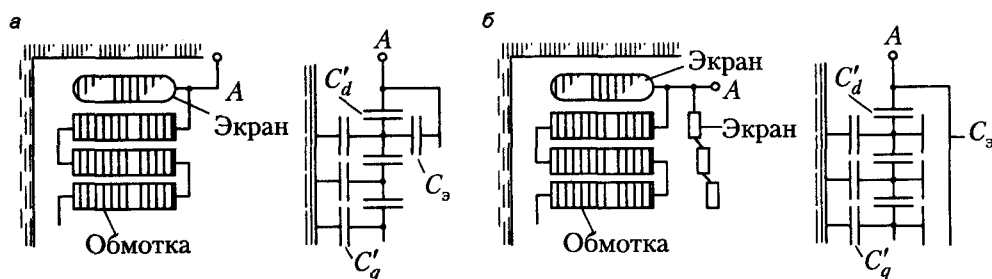 а
A
Экран
Обмотка
A
C'd
Cэ
C'q
б
Экран
A
Экран
Обмотка
A
C'd
Cэ
C'q